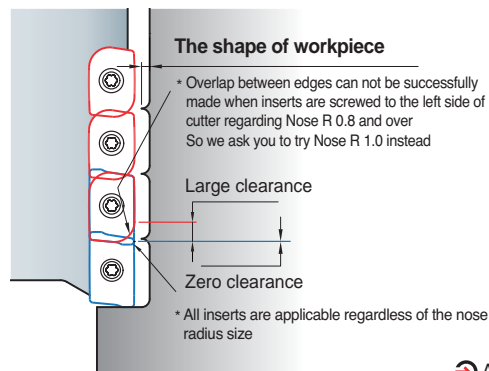 The shape of workpiece
* Overlap between edges can not be successfully
made when inserts are screwed to the left side of
cutter regarding Nose R 0.8 and over
So we ask you to try Nose R 1.0 instead
Large clearance
Zero clearance
* All inserts are applicable regardless of the nose
radius size